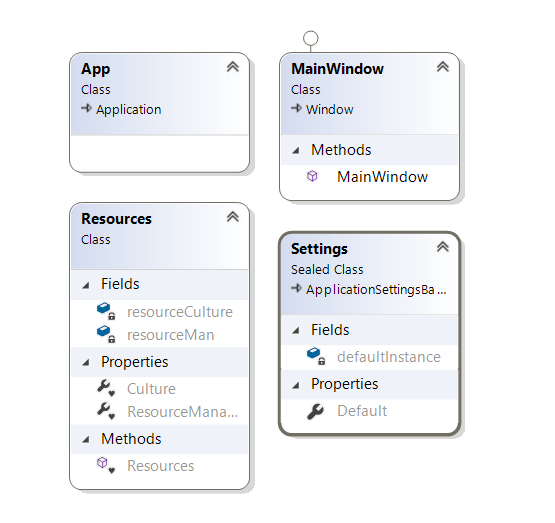 App
Class
Application
MainWindow
Class
Window
Methods
MainWindow
Resources
Class
Fields
resourceCulture
resourceMan
Properties
Culture
ResourceMana...
Methods
Resources
Settings
Sealed Class
ApplicationSettingsBa...
Fields
defaultInstance
Properties
Default